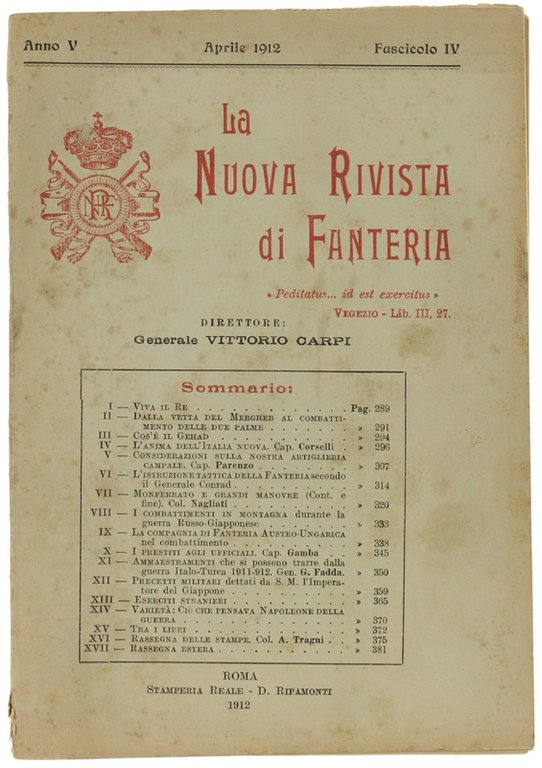 Anno V Aprile 1912 Fascicolo IV
La
NUOVA RIVISTA
di FANTERIA
« Peditatus... id est exercitus »
VEGEZIO - Lib. III, 27.
DIRETTORE:
Generale VITTORIO CARPI
Sommario:
I — VIVA IL RE . . . . . . . . . . . . . Pag. 289
II — DALLA VETTA DEL MERGHEB AL COMBATTI-
MENTO DELLE DUE PALME . . . . . . . » 291
III — COS'È IL GEHAD . . . . . . . . . . . » 294
IV — L'ANIMA DELL'ITALIA NUOVA. Cap. Corselli . » 296
V — CONSIDERAZIONI SULLA NOSTRA ARTIGLIERIA
CAMPALE. Cap. Parenzo . . . . . . . . » 307
VI — L'ISTRUZIONE TATTICA DELLA FANTERIA secondo
il Generale Conrad . . . . . . . . . » 314
VII — MONFERRATO E GRANDI MANOVRE (Cont. e
fine). Col. Nagliati . . . . . . . . . » 320
VIII — I COMBATTIMENTI IN MONTAGNA durante la
guerra Russo-Giapponese . . . . . . . » 333
IX — LA COMPAGNIA DI FANTERIA AUSTRO-UNGARICA
nel combattimento . . . . . . . . . . » 338
X — I PRESTITI AGLI UFFICIALI. Cap. Gamba . » 345
XI — AMMAESTRAMENTI che si possono trarre dalla
guerra Italo-Turca 1911-912. Gen. G. Fadda. » 350
XII — PRECETTI MILITARI dettati da S. M. l'Impera-
tore del Giappone . . . . . . . . . . » 359
XIII — ESERCITI STRANIERI . . . . . . . . . » 365
XIV — VARIETÀ: CIÒ CHE PENSAVA NAPOLEONE DELLA
GUERRA . . . . . . . . . . . . . . » 370
XV — TRA I LIBRI . . . . . . . . . . . . » 372
XVI — RASSEGNA DELLE STAMPE. Col. A. Tragni . . » 375
XVII — RASSEGNA ESTERA . . . . . . . . . . » 381
ROMA
STAMPERIA REALE - D. RIPAMONTI
1912